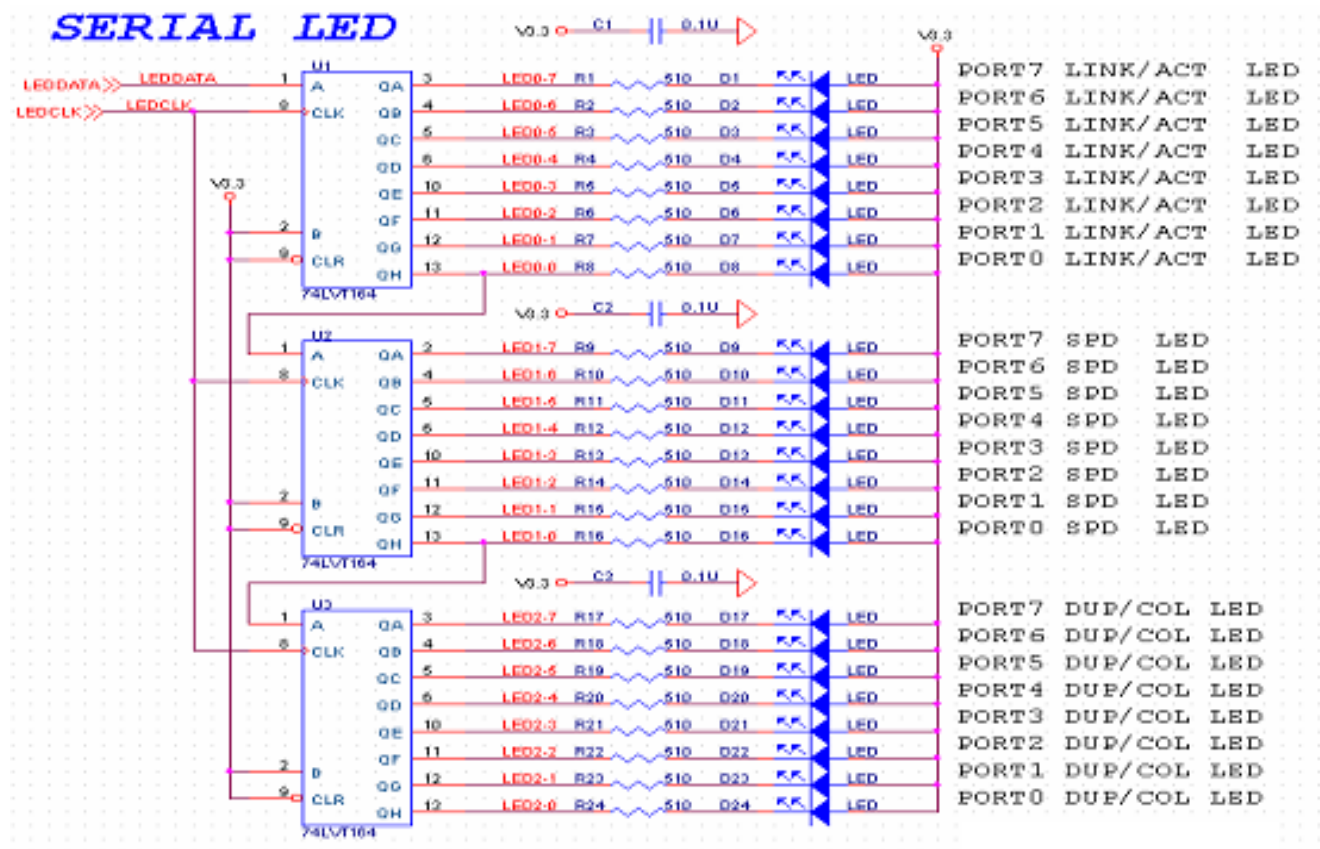 SERIAL LED
V3.3 C1 0.1U
V3.3
U1
LEDDATA LEDDATA 1 A QA 3 LED0-7 R1 510 D1 LED PORT7 LINK/ACT LED
LEDCLK LEDCLK 8 CLK QB 4 LED0-6 R2 510 D2 LED PORT6 LINK/ACT LED
QC 5 LED0-5 R3 510 D3 LED PORT5 LINK/ACT LED
QD 6 LED0-4 R4 510 D4 LED PORT4 LINK/ACT LED
V3.3 QE 10 LED0-3 R5 510 D5 LED PORT3 LINK/ACT LED
2 B QF 11 LED0-2 R6 510 D6 LED PORT2 LINK/ACT LED
9 CLR QG 12 LED0-1 R7 510 D7 LED PORT1 LINK/ACT LED
QH 13 LED0-0 R8 510 D8 LED PORT0 LINK/ACT LED
74LVT164
V3.3 C2 0.1U
U2
1 A QA 3 LED1-7 R9 510 D9 LED PORT7 SPD LED
8 CLK QB 4 LED1-6 R10 510 D10 LED PORT6 SPD LED
QC 5 LED1-5 R11 510 D11 LED PORT5 SPD LED
QD 6 LED1-4 R12 510 D12 LED PORT4 SPD LED
QE 10 LED1-3 R13 510 D13 LED PORT3 SPD LED
QF 11 LED1-2 R14 510 D14 LED PORT2 SPD LED
2 B QG 12 LED1-1 R15 510 D15 LED PORT1 SPD LED
9 CLR QH 13 LED1-0 R16 510 D16 LED PORT0 SPD LED
74LVT164
V3.3 C3 0.1U
U3
1 A QA 3 LED2-7 R17 510 D17 LED PORT7 DUP/COL LED
8 CLK QB 4 LED2-6 R18 510 D18 LED PORT6 DUP/COL LED
QC 5 LED2-5 R19 510 D19 LED PORT5 DUP/COL LED
QD 6 LED2-4 R20 510 D20 LED PORT4 DUP/COL LED
QE 10 LED2-3 R21 510 D21 LED PORT3 DUP/COL LED
QF 11 LED2-2 R22 510 D22 LED PORT2 DUP/COL LED
2 B QG 12 LED2-1 R23 510 D23 LED PORT1 DUP/COL LED
9 CLR QH 13 LED2-0 R24 510 D24 LED PORT0 DUP/COL LED
74LVT164